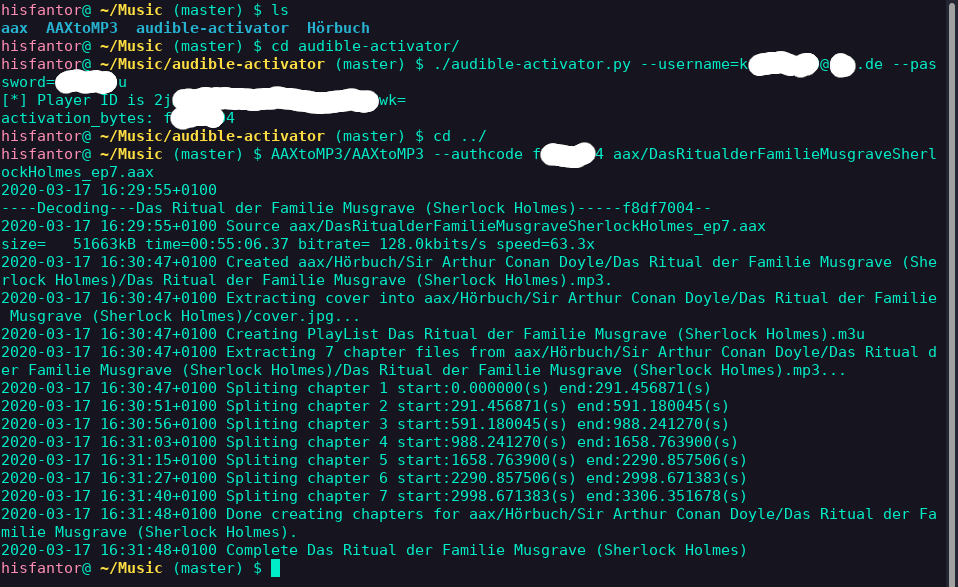 hisfantor@ ~/Music (master) $ ls
aax  AAXtoMP3  audible-activator  Hörbuch
hisfantor@ ~/Music (master) $ cd audible-activator/
hisfantor@ ~/Music/audible-activator (master) $ ./audible-activator.py --username=k @ .de --pas
sword= u
[*] Player ID is 2j wk=
activation_bytes: f 4
hisfantor@ ~/Music/audible-activator (master) $ cd ../
hisfantor@ ~/Music (master) $ AAXtoMP3/AAXtoMP3 --authcode f 4 aax/DasRitualderFamilieMusgraveSherl
ockHolmes_ep7.aax
2020-03-17 16:29:55+0100
----Decoding---Das Ritual der Familie Musgrave (Sherlock Holmes)-----f8df7004--
2020-03-17 16:29:55+0100 Source aax/DasRitualderFamilieMusgraveSherlockHolmes_ep7.aax
size=   51663kB time=00:55:06.37 bitrate= 128.0kbits/s speed=63.3x
2020-03-17 16:30:47+0100 Created aax/Hörbuch/Sir Arthur Conan Doyle/Das Ritual der Familie Musgrave (She
rlock Holmes)/Das Ritual der Familie Musgrave (Sherlock Holmes).mp3.
2020-03-17 16:30:47+0100 Extracting cover into aax/Hörbuch/Sir Arthur Conan Doyle/Das Ritual der Familie
 Musgrave (Sherlock Holmes)/cover.jpg...
2020-03-17 16:30:47+0100 Creating PlayList Das Ritual der Familie Musgrave (Sherlock Holmes).m3u
2020-03-17 16:30:47+0100 Extracting 7 chapter files from aax/Hörbuch/Sir Arthur Conan Doyle/Das Ritual d
er Familie Musgrave (Sherlock Holmes)/Das Ritual der Familie Musgrave (Sherlock Holmes).mp3...
2020-03-17 16:30:47+0100 Spliting chapter 1 start:0.000000(s) end:291.456871(s)
2020-03-17 16:30:51+0100 Spliting chapter 2 start:291.456871(s) end:591.180045(s)
2020-03-17 16:30:56+0100 Spliting chapter 3 start:591.180045(s) end:988.241270(s)
2020-03-17 16:31:03+0100 Spliting chapter 4 start:988.241270(s) end:1658.763900(s)
2020-03-17 16:31:15+0100 Spliting chapter 5 start:1658.763900(s) end:2290.857506(s)
2020-03-17 16:31:27+0100 Spliting chapter 6 start:2290.857506(s) end:2998.671383(s)
2020-03-17 16:31:40+0100 Spliting chapter 7 start:2998.671383(s) end:3306.351678(s)
2020-03-17 16:31:48+0100 Done creating chapters for aax/Hörbuch/Sir Arthur Conan Doyle/Das Ritual der Fa
milie Musgrave (Sherlock Holmes).
2020-03-17 16:31:48+0100 Complete Das Ritual der Familie Musgrave (Sherlock Holmes)
hisfantor@ ~/Music (master) $